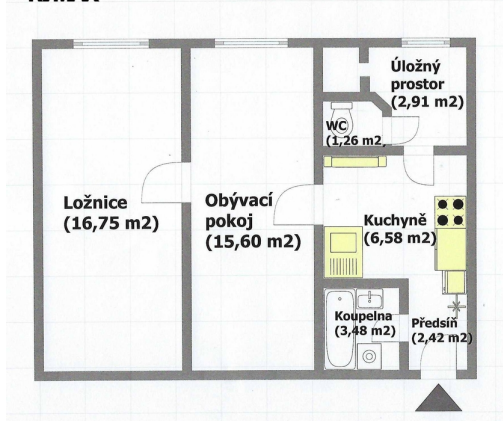 Úložný
prostor
(2,91 m2)
WC
(1,26 m2)
Ložnice
(16,75 m2)
Obývací
pokoj
(15,60 m2)
Kuchyně
(6,58 m2)
Koupelna
(3,48 m2)
Předsíň
(2,42 m2)